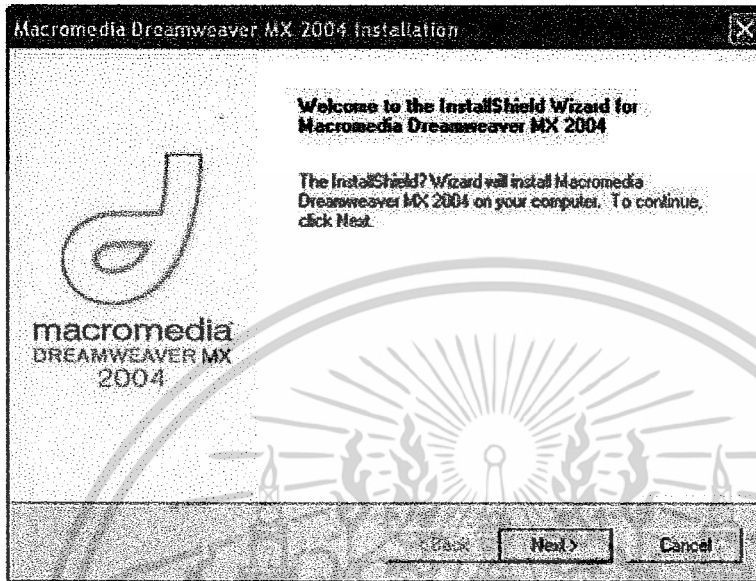 Macromedia Dreamweaver MX 2004 Installation
Welcome to the InstallShield Wizard for
Macromedia Dreamweaver MX 2004
The InstallShield? Wizard will install Macromedia
Dreamweaver MX 2004 on your computer. To continue,
click Next.
macromedia
DREAMWEAVER MX
2004
< Back
Next >
Cancel